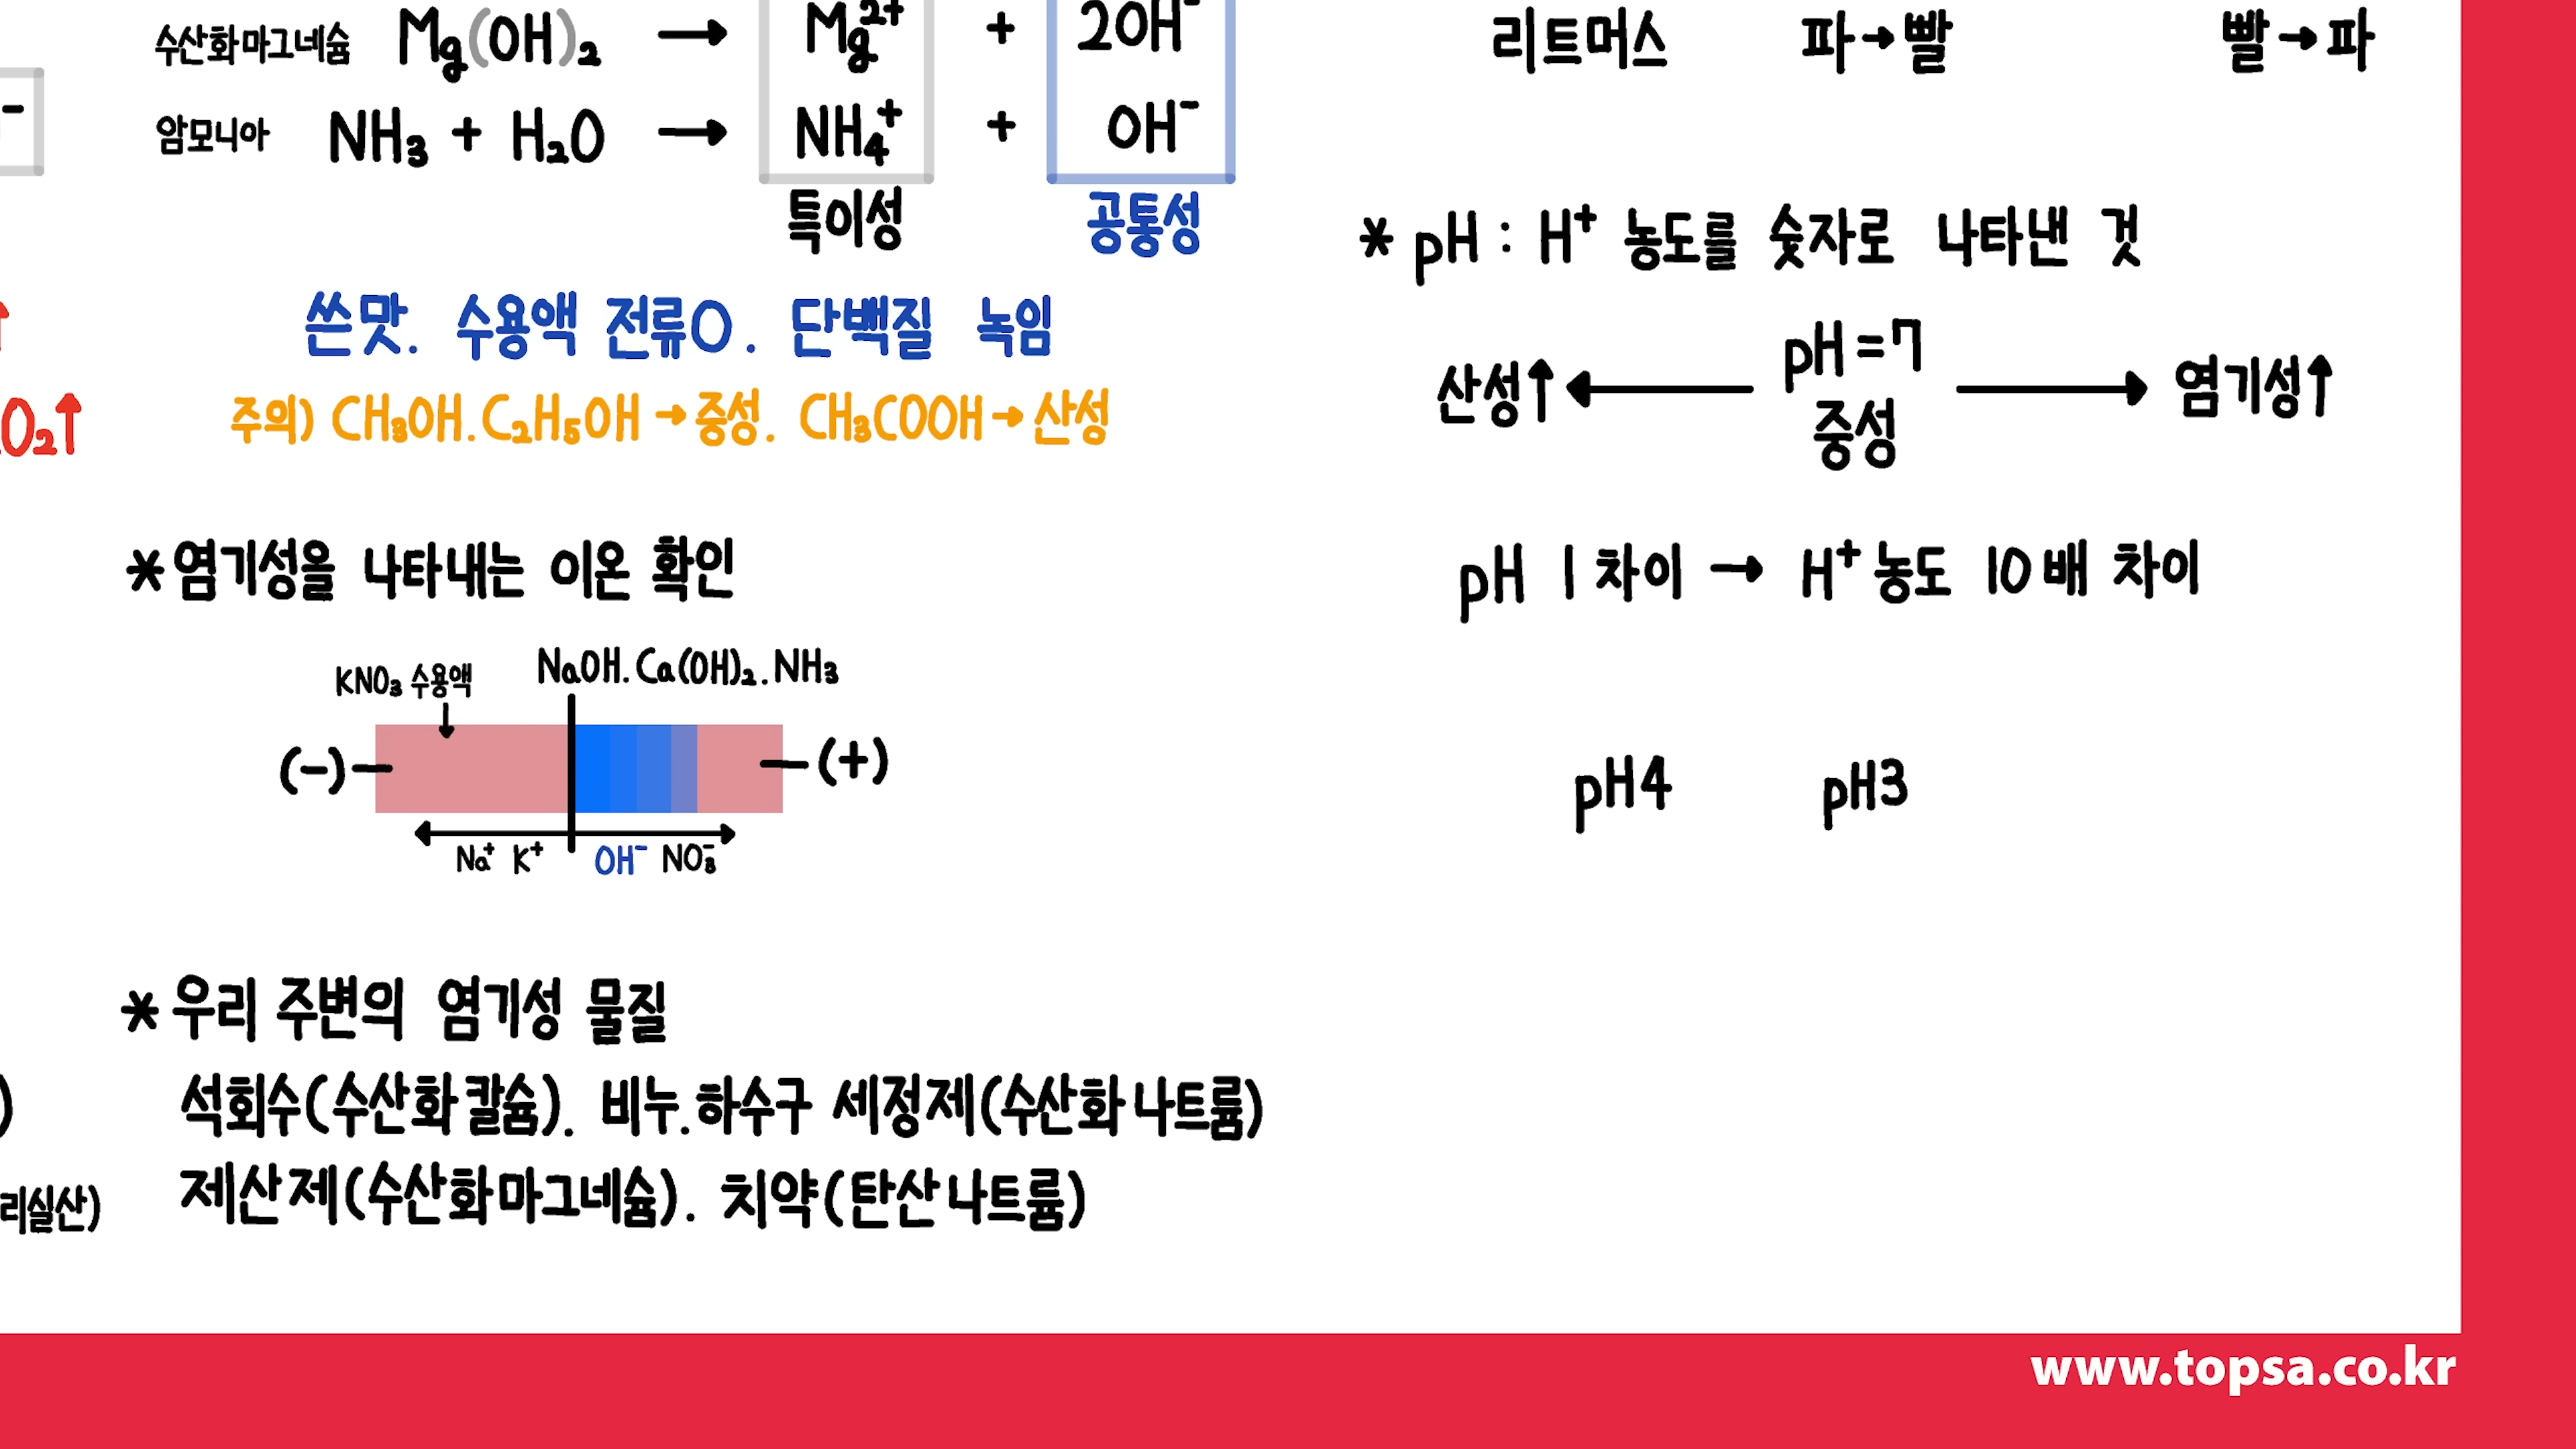 수산화마그네슘 Mg(OH)₂ → Mg²⁺ + 2OH⁻
암모니아 NH₃ + H₂O → NH₄⁺ + OH⁻
특이성 공통성
쓴맛. 수용액 전류O. 단백질 녹임
주의) CH₃OH. C₂H₅OH → 중성. CH₃COOH → 산성
O₂↑
*염기성을 나타내는 이온 확인
KNO₃ 수용액 NaOH. Ca(OH)₂. NH₃
(-) (+)
Na⁺ K⁺ OH⁻ NO₃⁻
*우리 주변의 염기성 물질
석회수(수산화칼슘). 비누.하수구 세정제(수산화나트륨)
제산제(수산화마그네슘). 치약(탄산나트륨)
리실산)
리트머스 파→빨 빨→파
* pH : H⁺ 농도를 숫자로 나타낸 것
산성↑ ← pH=7 → 염기성↑
중성
pH 1 차이 → H⁺ 농도 10배 차이
pH4 pH3
www.topsa.co.kr